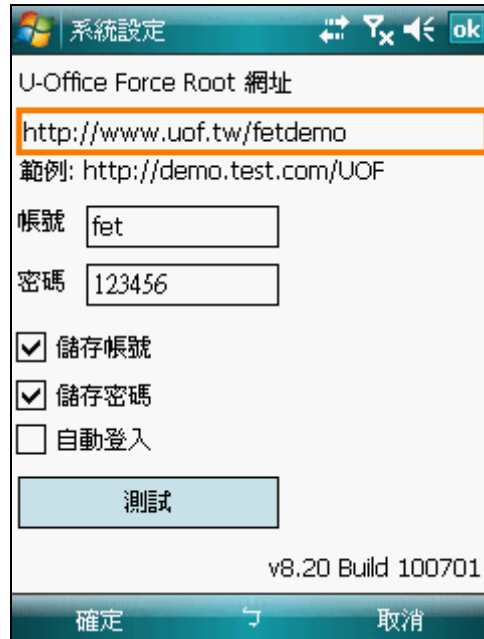 系統設定 ok
U-Office Force Root 網址
http://www.uof.tw/fetdemo
範例: http://demo.test.com/UOF
帳號 fet
密碼 123456
儲存帳號
儲存密碼
自動登入
測試
v8.20 Build 100701
確定 ㄅ 取消